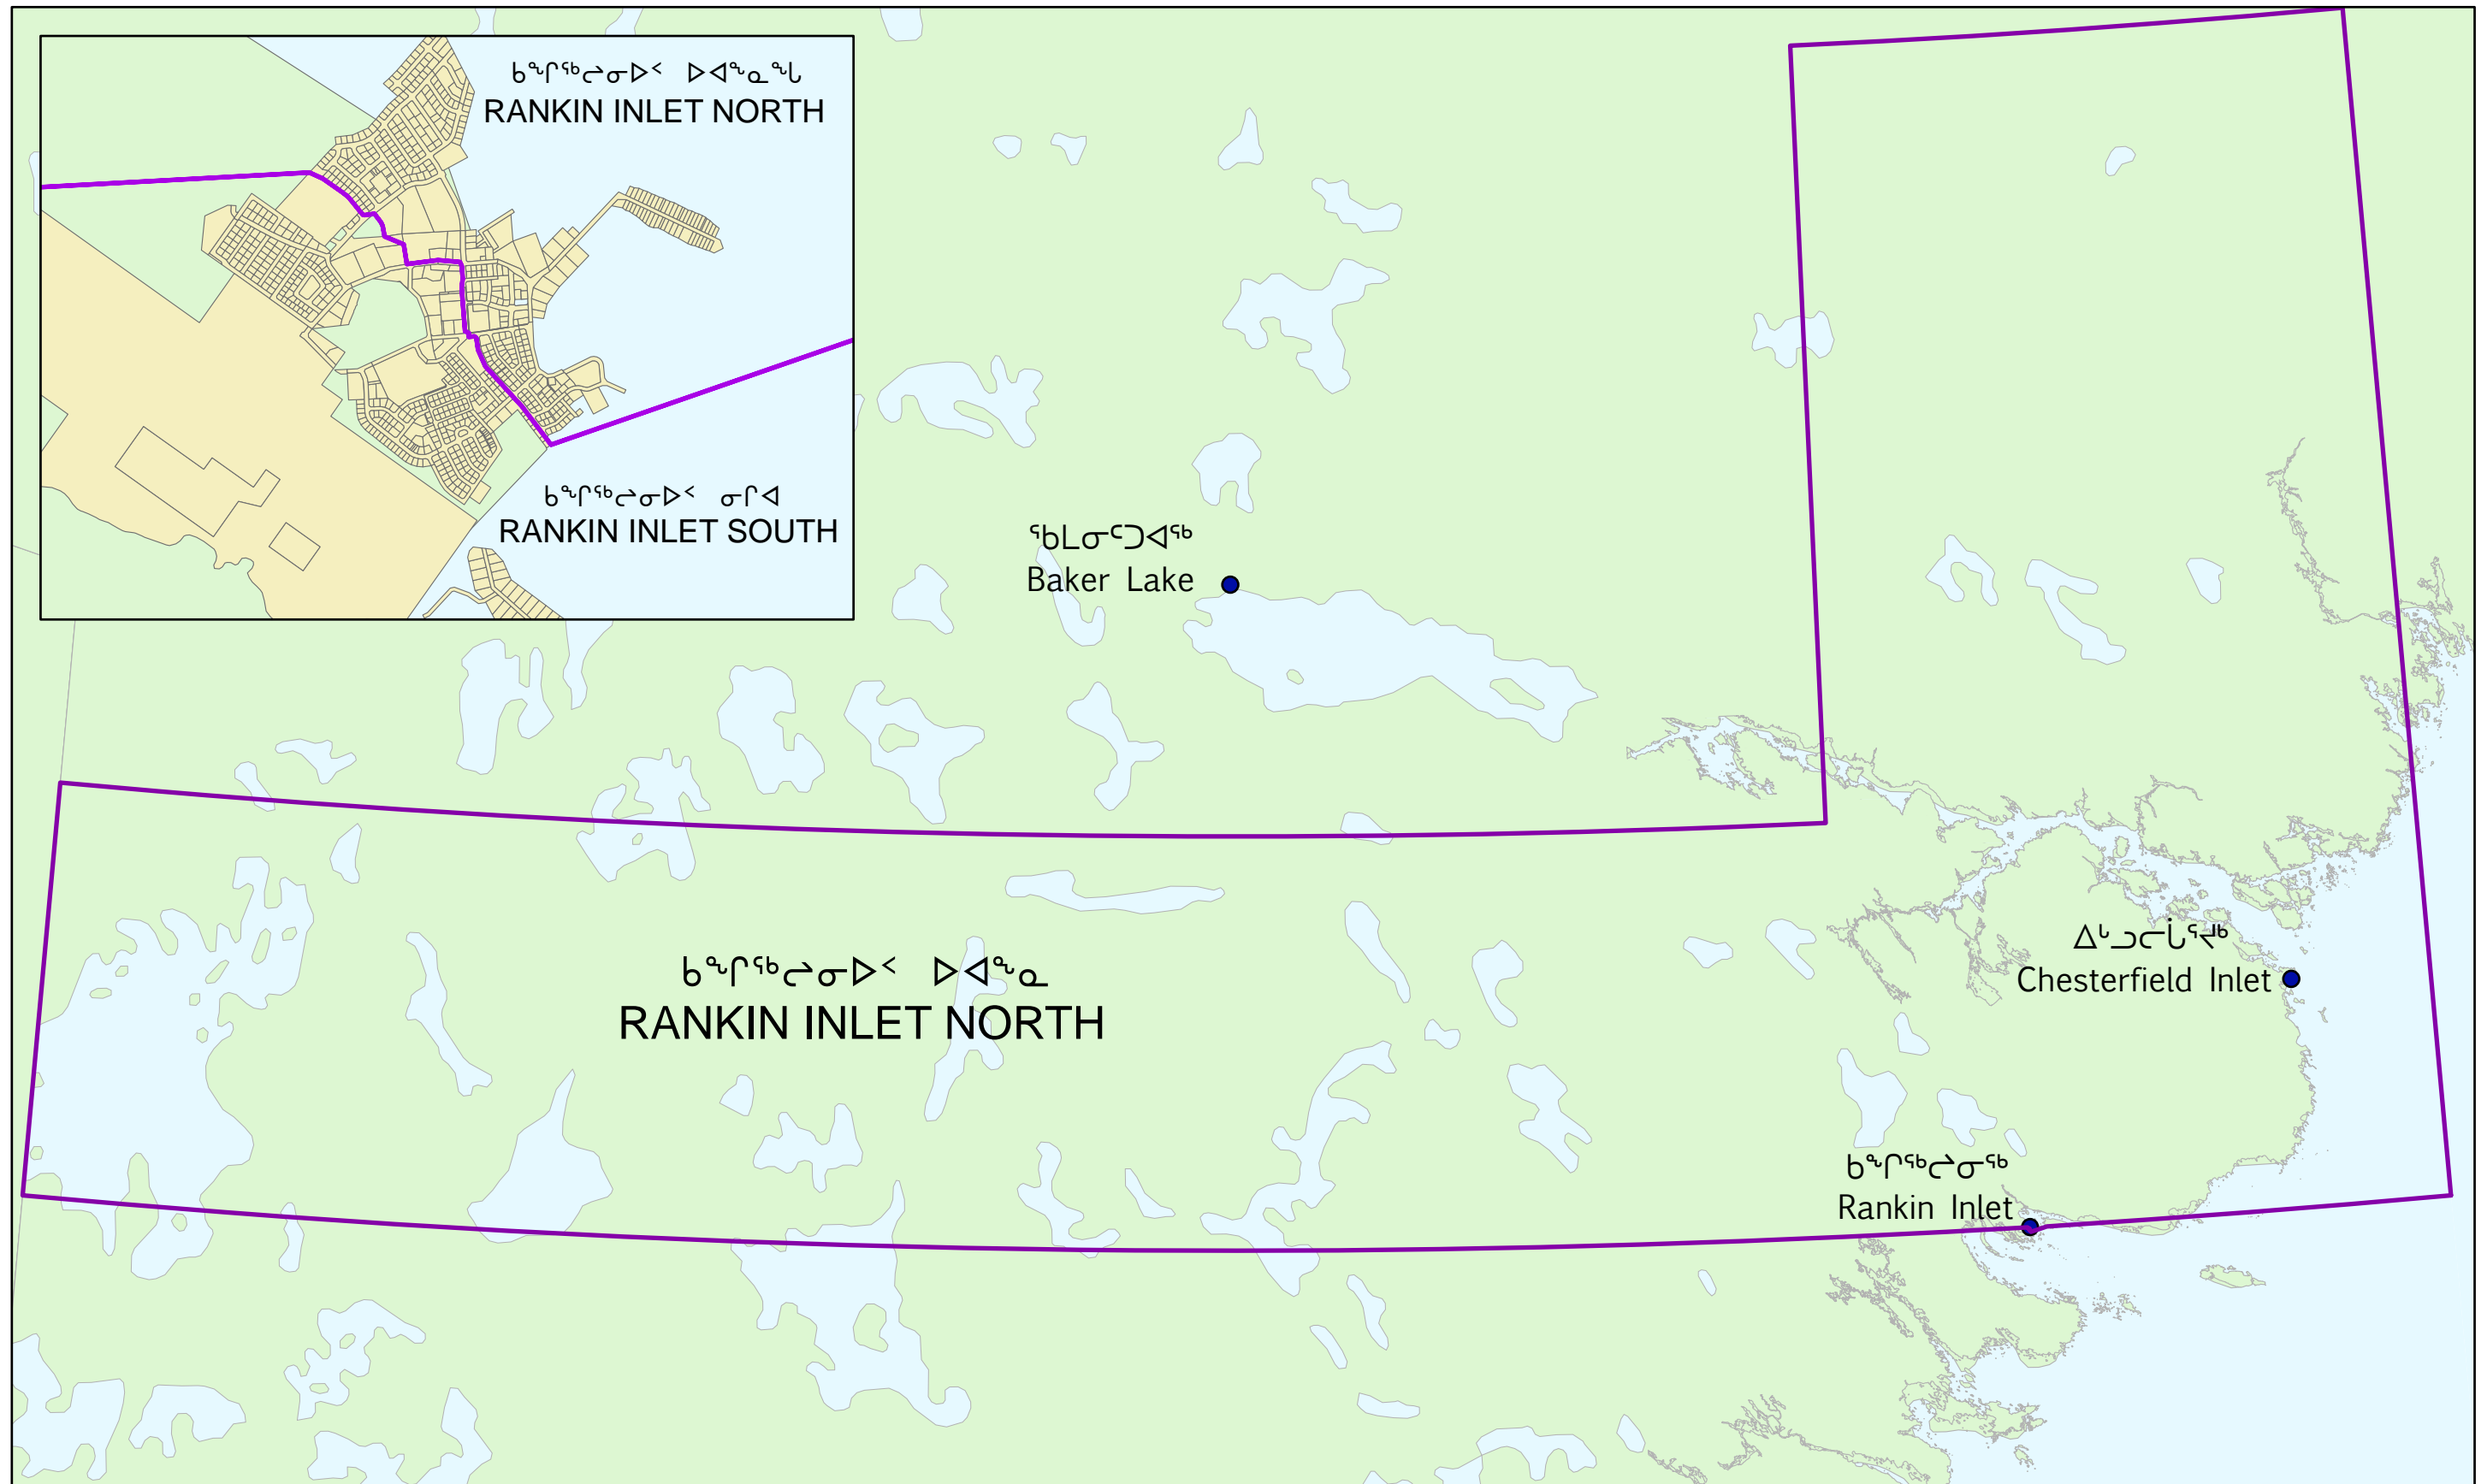 ᑲᖏᖅᖠᓂᐅᑉ ᐅᐊᖕᓇᖓ
RANKIN INLET NORTH
ᑲᖏᖅᖠᓂᐅᑉ ᓂᒋᐊ
RANKIN INLET SOUTH
ᖃᒪᓂᑦᑐᐊᖅ
Baker Lake
ᑲᖏᖅᖠᓂᐅᑉ ᐅᐊᖕᓇ
RANKIN INLET NORTH
ᐃᒡᓗᓕᒑᕐᔪᒃ
Chesterfield Inlet
ᑲᖏᖅᖠᓂᖅ
Rankin Inlet